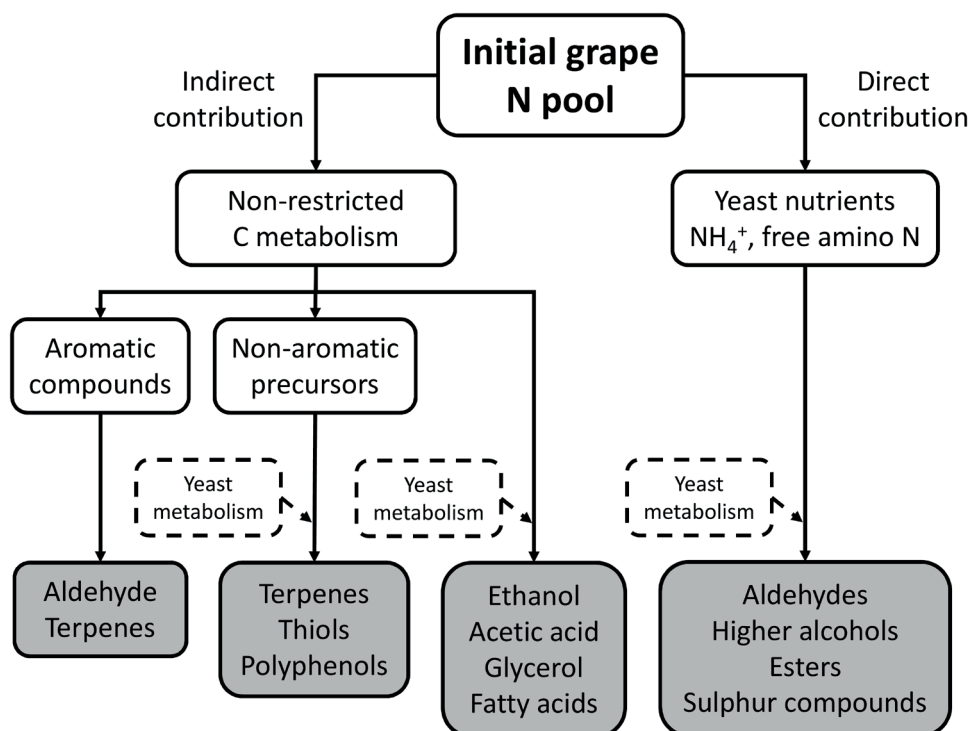 Initial grape
N pool
Indirect
contribution
Direct
contribution
Non-restricted
C metabolism
Yeast nutrients
NH₄⁺, free amino N
Aromatic
compounds
Non-aromatic
precursors
Yeast
metabolism
Yeast
metabolism
Yeast
metabolism
Aldehyde
Terpenes
Terpenes
Thiols
Polyphenols
Ethanol
Acetic acid
Glycerol
Fatty acids
Aldehydes
Higher alcohols
Esters
Sulphur compounds